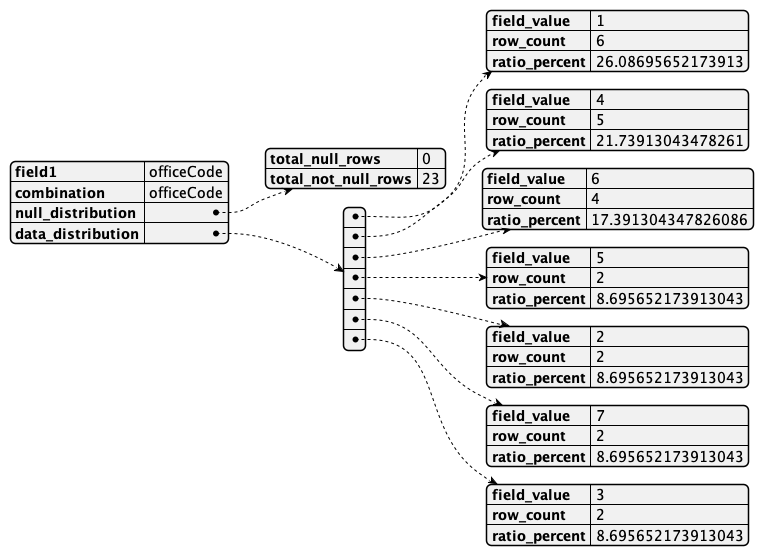 field1 officeCode
combination officeCode
null_distribution
data_distribution
total_null_rows 0
total_not_null_rows 23
field_value 1
row_count 6
ratio_percent 26.08695652173913
field_value 4
row_count 5
ratio_percent 21.73913043478261
field_value 6
row_count 4
ratio_percent 17.391304347826086
field_value 5
row_count 2
ratio_percent 8.695652173913043
field_value 2
row_count 2
ratio_percent 8.695652173913043
field_value 7
row_count 2
ratio_percent 8.695652173913043
field_value 3
row_count 2
ratio_percent 8.695652173913043